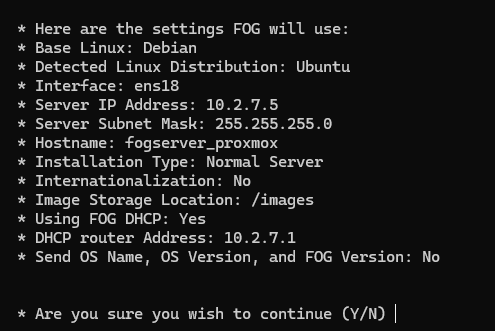 * Here are the settings FOG will use:
* Base Linux: Debian
* Detected Linux Distribution: Ubuntu
* Interface: ens18
* Server IP Address: 10.2.7.5
* Server Subnet Mask: 255.255.255.0
* Hostname: fogserver_proxmox
* Installation Type: Normal Server
* Internationalization: No
* Image Storage Location: /images
* Using FOG DHCP: Yes
* DHCP router Address: 10.2.7.1
* Send OS Name, OS Version, and FOG Version: No
* Are you sure you wish to continue (Y/N)